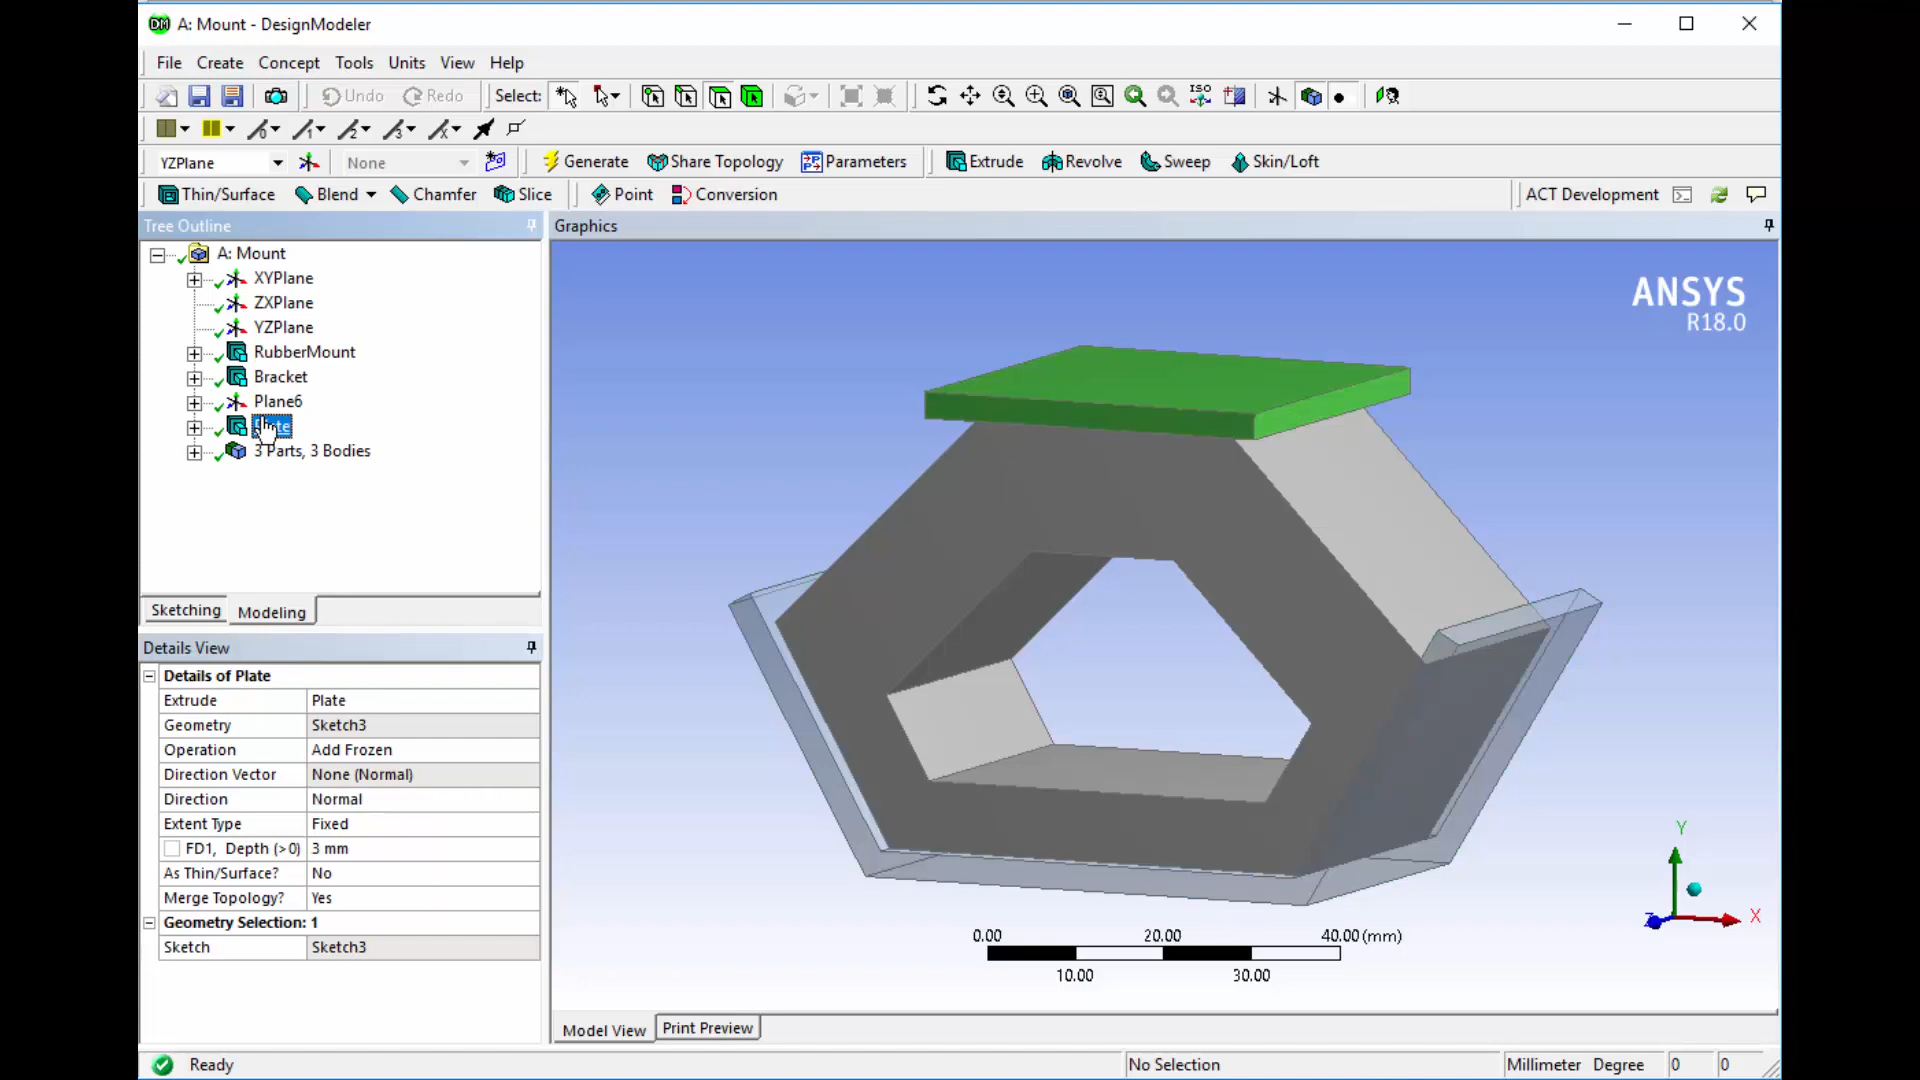 A: Mount - DesignModeler
File Create Concept Tools Units View Help
Undo Redo Select: ISO
YZPlane None Generate Share Topology Parameters Extrude Revolve Sweep Skin/Loft
Thin/Surface Blend Chamfer Slice Point Conversion ACT Development
Tree Outline
A: Mount
XYPlane
ZXPlane
YZPlane
RubberMount
Bracket
Plane6
3 Parts, 3 Bodies
Sketching Modeling
Details View
Details of Plate
Extrude Plate
Geometry Sketch3
Operation Add Frozen
Direction Vector None (Normal)
Direction Normal
Extent Type Fixed
FD1, Depth (>0) 3 mm
As Thin/Surface? No
Merge Topology? Yes
Geometry Selection: 1
Sketch Sketch3
Graphics
ANSYS
R18.0
Y
X
Z
0.00 20.00 40.00 (mm)
10.00 30.00
Model View Print Preview
Ready No Selection Millimeter Degree 0 0